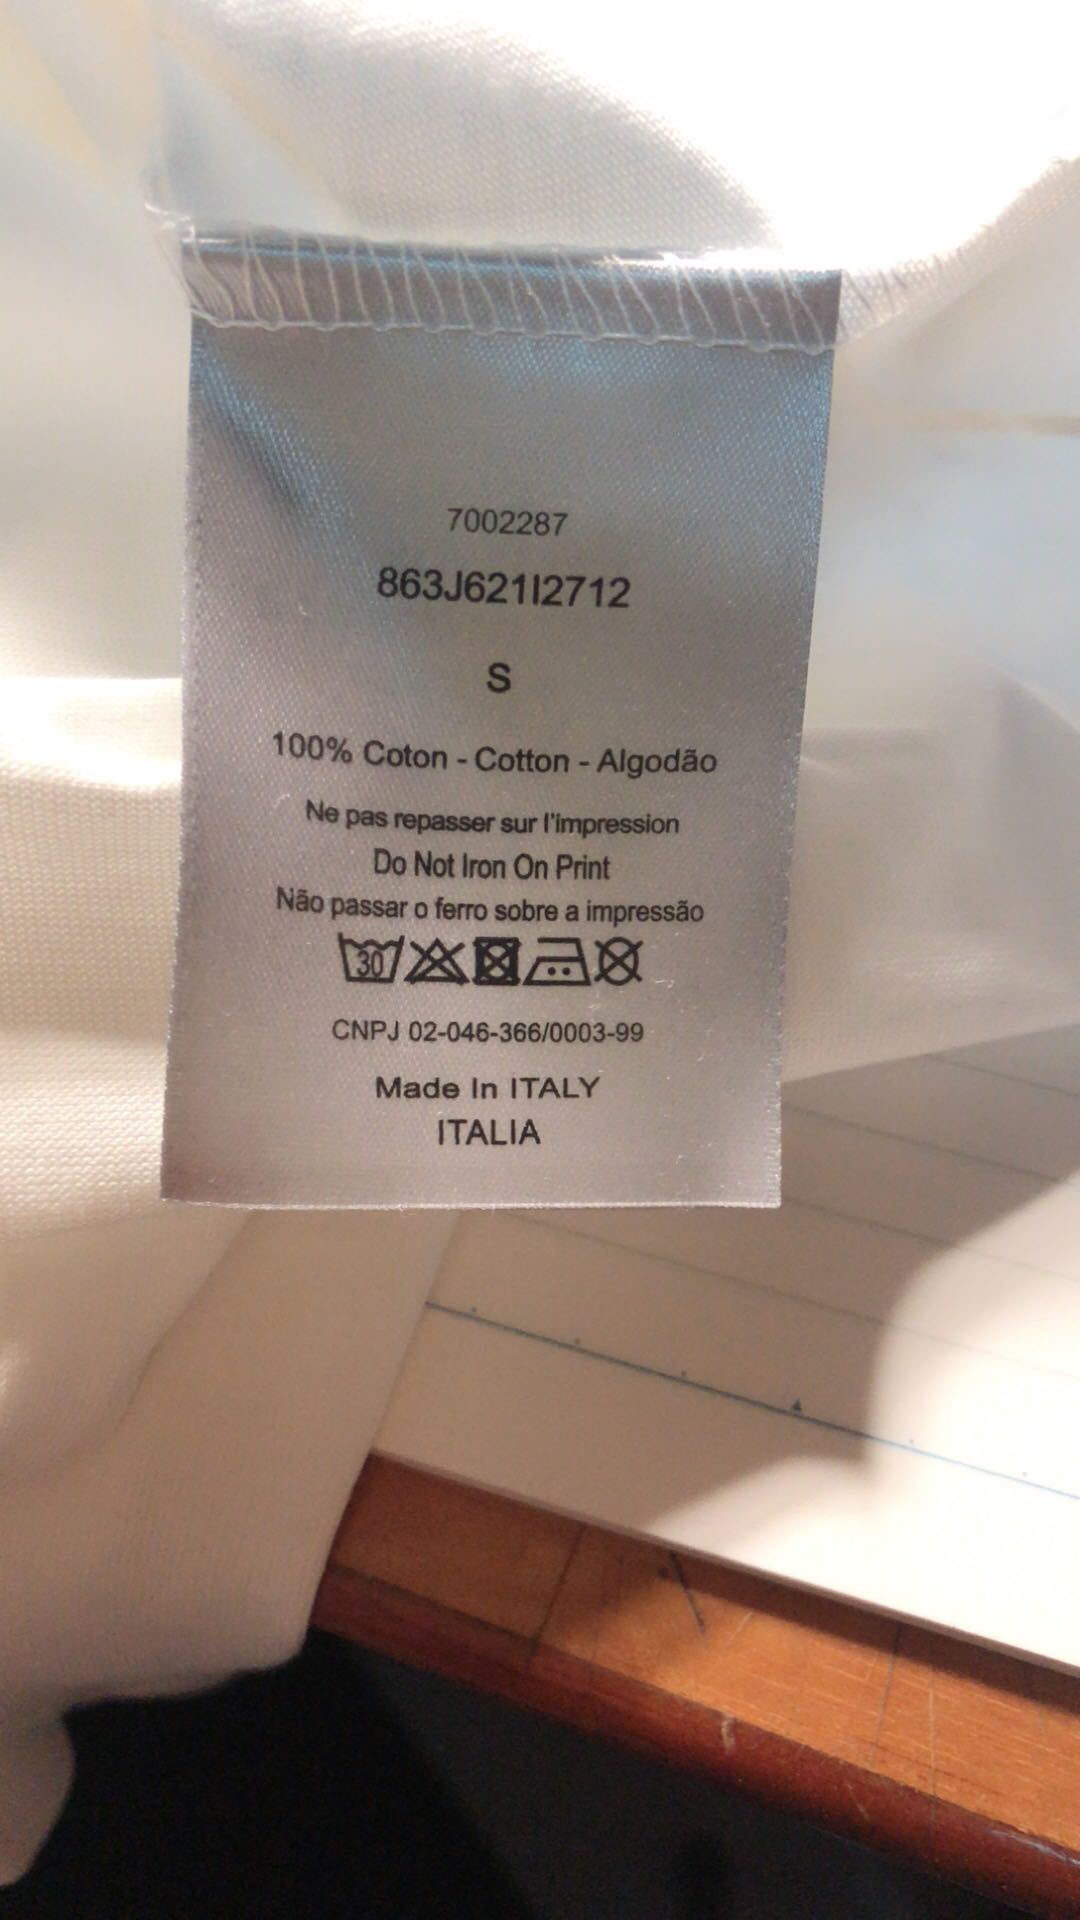 7002287
863J621I2712
S
100% Coton - Cotton - Algodão
Ne pas repasser sur l'impression
Do Not Iron On Print
Não passar o ferro sobre a impressão
30
CNPJ 02-046-366/0003-99
Made In ITALY
ITALIA